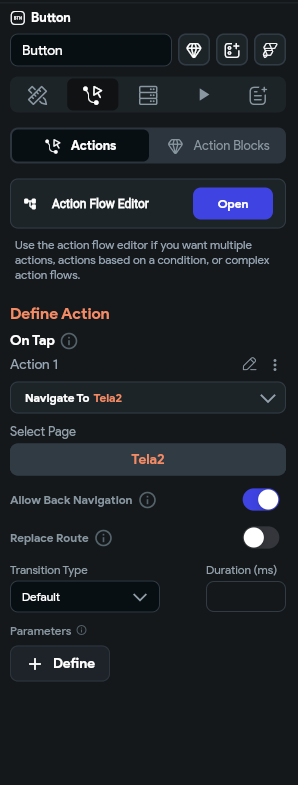 BTN Button
Button
Actions
Action Blocks
Action Flow Editor
Open
Use the action flow editor if you want multiple
actions, actions based on a condition, or complex
action flows.
Define Action
On Tap
Action 1
Navigate To Tela2
Select Page
Tela2
Allow Back Navigation
Replace Route
Transition Type
Duration (ms)
Default
Parameters
+ Define